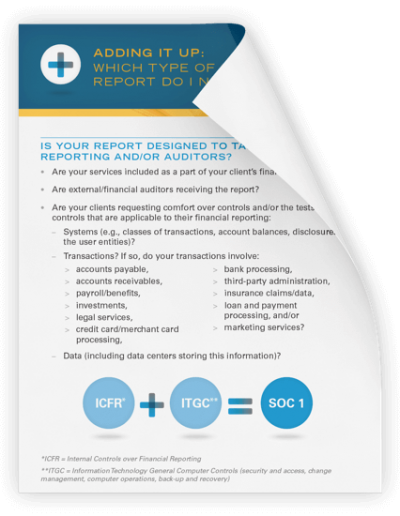 ADDING IT UP:
WHICH TYPE OF
REPORT DO I N
IS YOUR REPORT DESIGNED TO TA
REPORTING AND/OR AUDITORS?
• Are your services included as a part of your client's finan
• Are external/financial auditors receiving the report?
• Are your clients requesting comfort over controls and/or the tests
controls that are applicable to their financial reporting:
– Systems (e.g., classes of transactions, account balances, disclosure
the user entities)?
– Transactions? If so, do your transactions involve:
> accounts payable,
> accounts receivables,
> payroll/benefits,
> investments,
> legal services,
> credit card/merchant card
processing,
> bank processing,
> third-party administration,
> insurance claims/data,
> loan and payment
processing, and/or
> marketing services?
– Data (including data centers storing this information)?
ICFR* + ITGC** = SOC 1
*ICFR = Internal Controls over Financial Reporting
**ITGC = Information Technology General Computer Controls (security and access, change
management, computer operations, back-up and recovery)